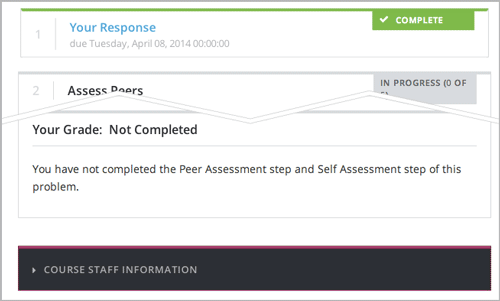 1 Your Response
COMPLETE
due Tuesday, April 08, 2014 00:00:00
2 Assess Peers
IN PROGRESS (0 OF
Your Grade: Not Completed
You have not completed the Peer Assessment step and Self Assessment step of this
problem.
COURSE STAFF INFORMATION